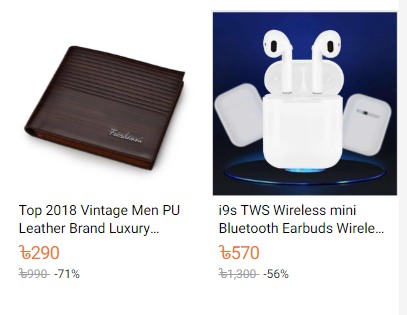 Top 2018 Vintage Men PU
Leather Brand Luxury...
৳290
৳990 -71%
i9s TWS Wireless mini
Bluetooth Earbuds Wirele...
৳570
৳1,300 -56%